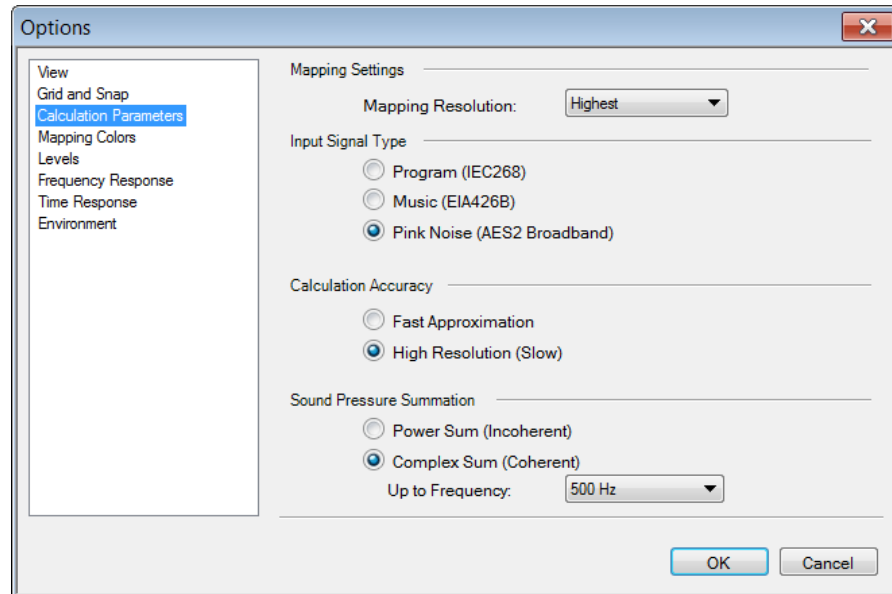 Options
View
Grid and Snap
Calculation Parameters
Mapping Colors
Levels
Frequency Response
Time Response
Environment
Mapping Settings
Mapping Resolution: Highest
Input Signal Type
Program (IEC268)
Music (EIA426B)
Pink Noise (AES2 Broadband)
Calculation Accuracy
Fast Approximation
High Resolution (Slow)
Sound Pressure Summation
Power Sum (Incoherent)
Complex Sum (Coherent)
Up to Frequency: 500 Hz
OK Cancel